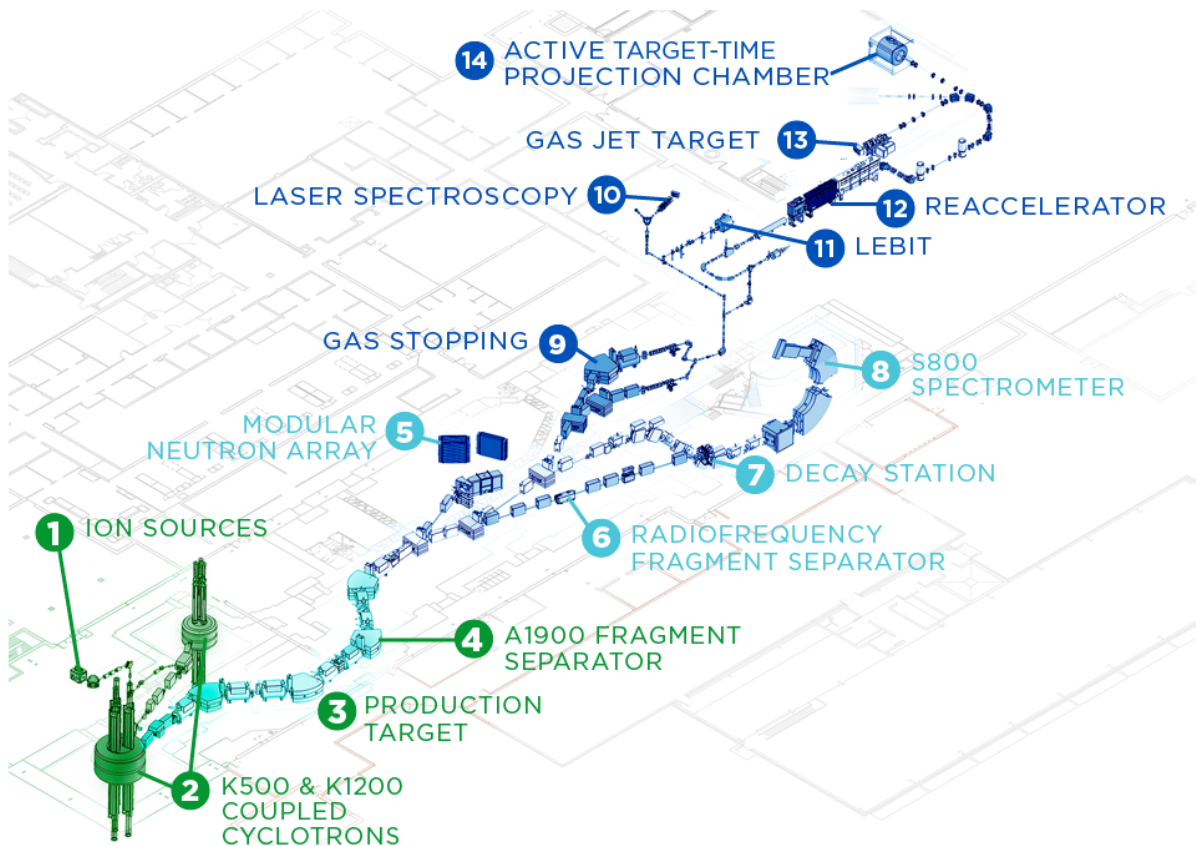 14 ACTIVE TARGET-TIME
PROJECTION CHAMBER
GAS JET TARGET 13
LASER SPECTROSCOPY 10
12 REACCELERATOR
11 LEBIT
GAS STOPPING 9
8 S800
SPECTROMETER
MODULAR
NEUTRON ARRAY 5
7 DECAY STATION
1 ION SOURCES
6 RADIOFREQUENCY
FRAGMENT SEPARATOR
4 A1900 FRAGMENT
SEPARATOR
3 PRODUCTION
TARGET
2 K500 & K1200
COUPLED
CYCLOTRONS